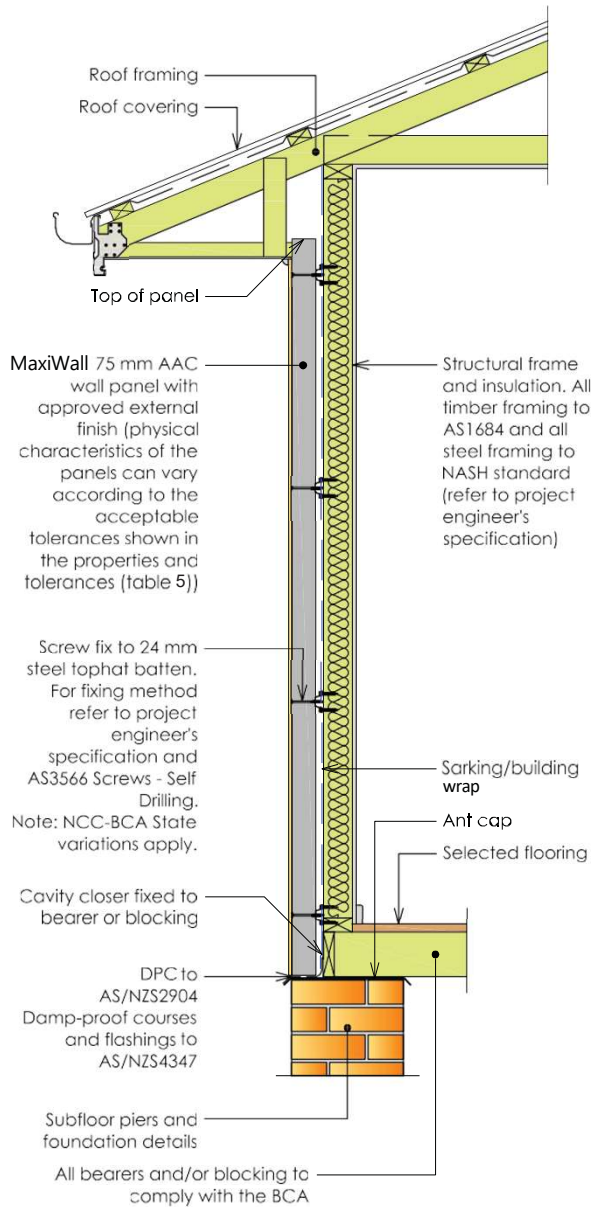 Roof framing
Roof covering
Top of panel
MaxiWall 75 mm AAC
wall panel with
approved external
finish (physical
characteristics of the
panels can vary
according to the
acceptable
tolerances shown in
the properties and
tolerances (table 5))
Structural frame
and insulation. All
timber framing to
AS1684 and all
steel framing to
NASH standard
(refer to project
engineer's
specification)
Screw fix to 24 mm
steel tophat batten.
For fixing method
refer to project
engineer's
specification and
AS3566 Screws - Self
Drilling.
Note: NCC-BCA State
variations apply.
Sarking/building
wrap
Ant cap
Selected flooring
Cavity closer fixed to
bearer or blocking
DPC to
AS/NZS2904
Damp-proof courses
and flashings to
AS/NZS4347
Subfloor piers and
foundation details
All bearers and/or blocking to
comply with the BCA